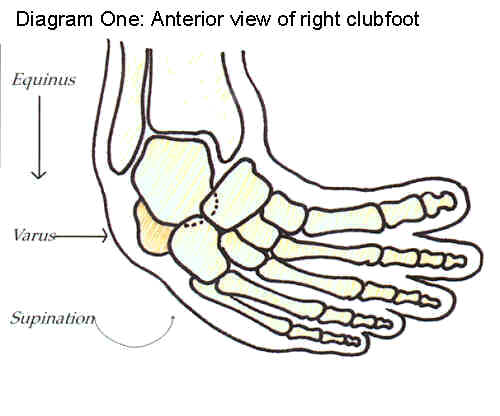 Diagram One: Anterior view of right clubfoot
Equinus
Varus
Supination